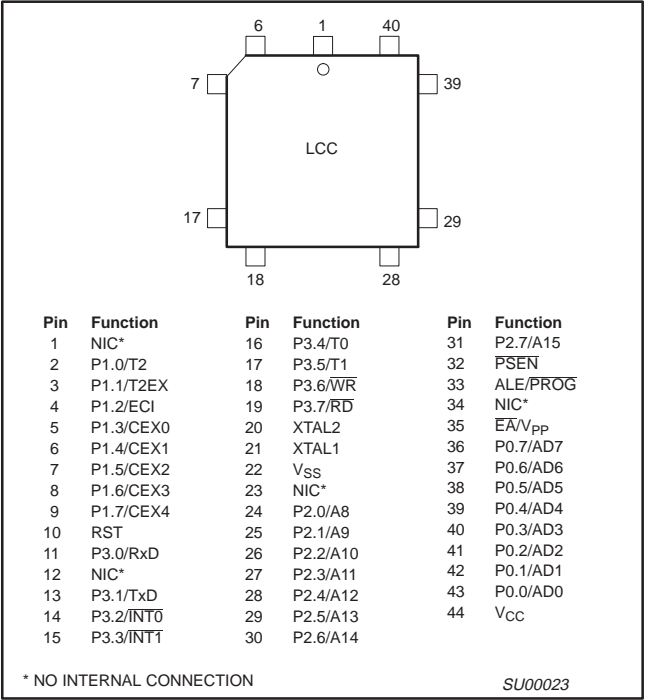 6 1 40
7 39
LCC
17 29
18 28
Pin Function Pin Function Pin Function
1 NIC* 16 P3.4/T0 31 P2.7/A15
2 P1.0/T2 17 P3.5/T1 32 P̅S̅E̅N̅
3 P1.1/T2EX 18 P3.6/W̅R̅ 33 ALE/P̅R̅O̅G̅
4 P1.2/ECI 19 P3.7/R̅D̅ 34 NIC*
5 P1.3/CEX0 20 XTAL2 35 E̅A̅/VPP
6 P1.4/CEX1 21 XTAL1 36 P0.7/AD7
7 P1.5/CEX2 22 VSS 37 P0.6/AD6
8 P1.6/CEX3 23 NIC* 38 P0.5/AD5
9 P1.7/CEX4 24 P2.0/A8 39 P0.4/AD4
10 RST 25 P2.1/A9 40 P0.3/AD3
11 P3.0/RxD 26 P2.2/A10 41 P0.2/AD2
12 NIC* 27 P2.3/A11 42 P0.1/AD1
13 P3.1/TxD 28 P2.4/A12 43 P0.0/AD0
14 P3.2/I̅N̅T̅0̅ 29 P2.5/A13 44 VCC
15 P3.3/I̅N̅T̅1̅ 30 P2.6/A14
* NO INTERNAL CONNECTION SU00023